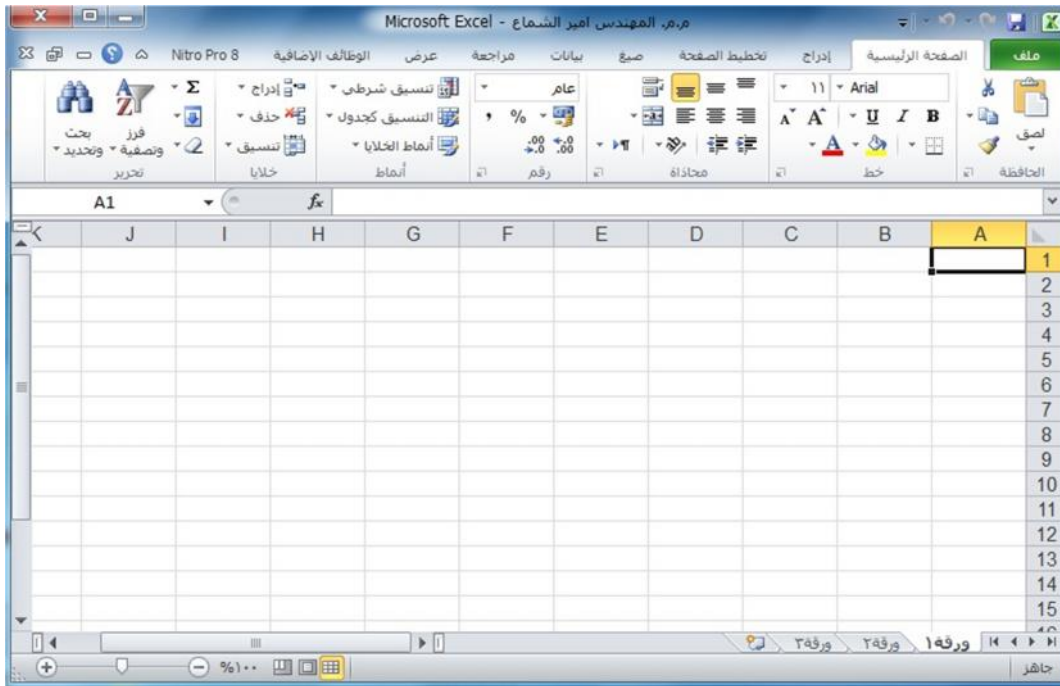 م.م. المهندس امير الشماع - Microsoft Excel
ملف الصفحة الرئيسية إدراج تخطيط الصفحة صيغ بيانات مراجعة عرض الوظائف الإضافية Nitro Pro 8
لصق
Arial ١١
B I U
عام
%
تنسيق شرطي
التنسيق كجدول
أنماط الخلايا
إدراج
حذف
تنسيق
Σ
فرز وتصفية
بحث وتحديد
الحافظة خط محاذاة رقم أنماط خلايا تحرير
A1 fx
A B C D E F G H I J K
1
2
3
4
5
6
7
8
9
10
11
12
13
14
15
16
ورقة١ ورقة٢ ورقة٣
جاهز %١٠٠